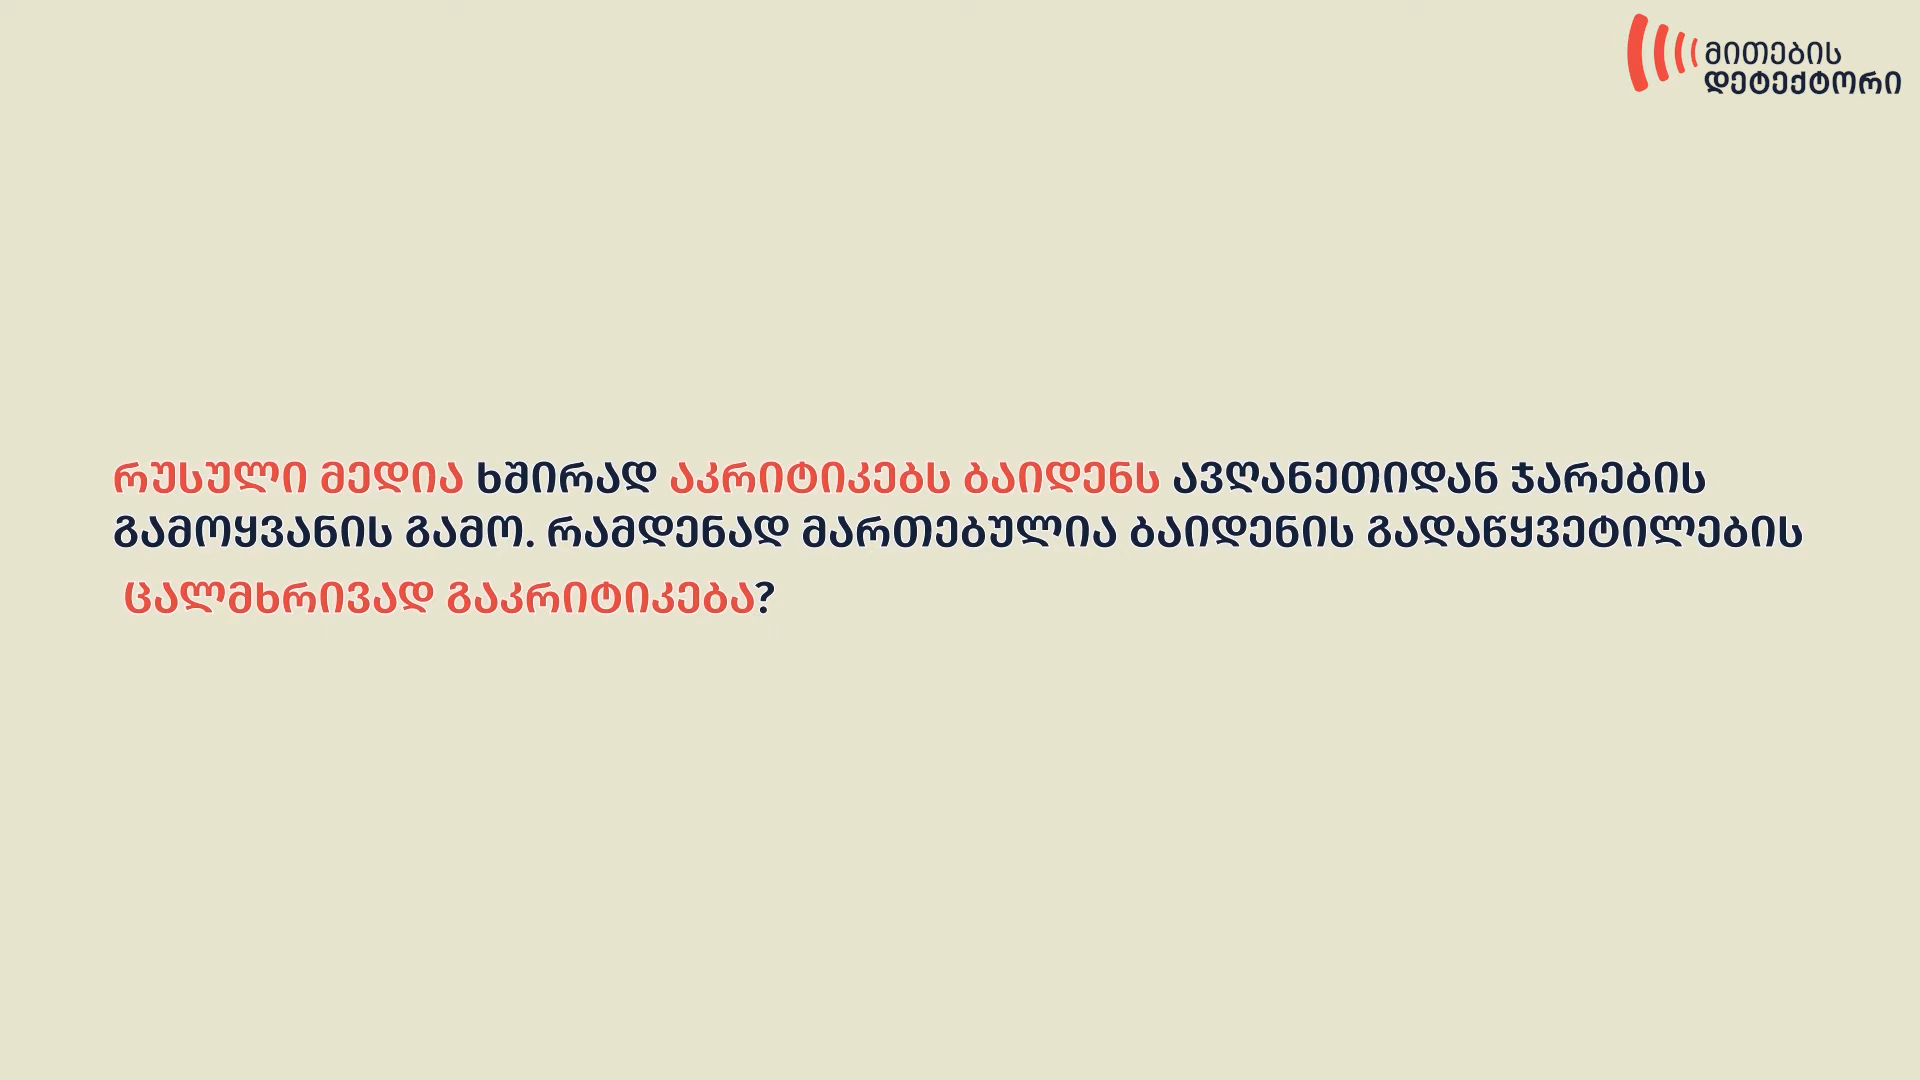 მითების
დეტექტორი
რუსული მედია ხშირად აკრიტიკებს ბაიდენს ავღანეთიდან ჯარების
გამოყვანის გამო. რამდენად მართებულია ბაიდენის გადაწყვეტილების
ცალმხრივად გაკრიტიკება?